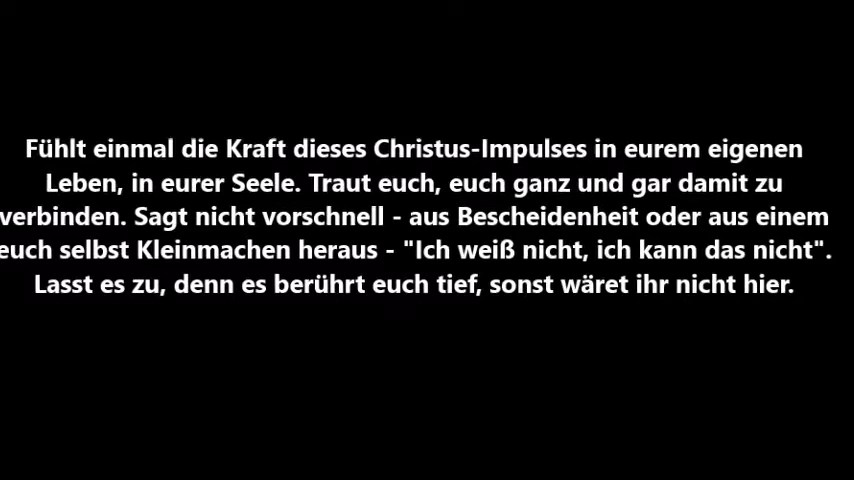 Fühlt einmal die Kraft dieses Christus-Impulses in eurem eigenen
Leben, in eurer Seele. Traut euch, euch ganz und gar damit zu
verbinden. Sagt nicht vorschnell - aus Bescheidenheit oder aus einem
euch selbst Kleinmachen heraus - "Ich weiß nicht, ich kann das nicht".
Lasst es zu, denn es berührt euch tief, sonst wäret ihr nicht hier.